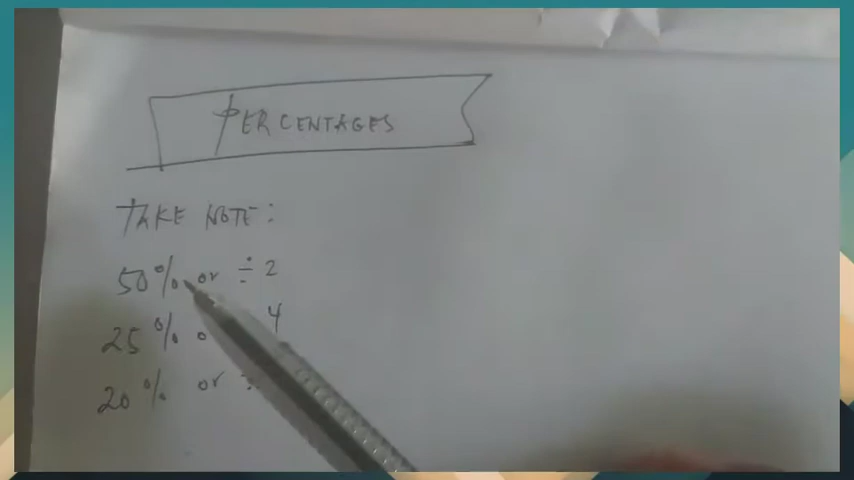 PERCENTAGES
TAKE NOTE:
50% or ÷ 2
25% 4
20% or